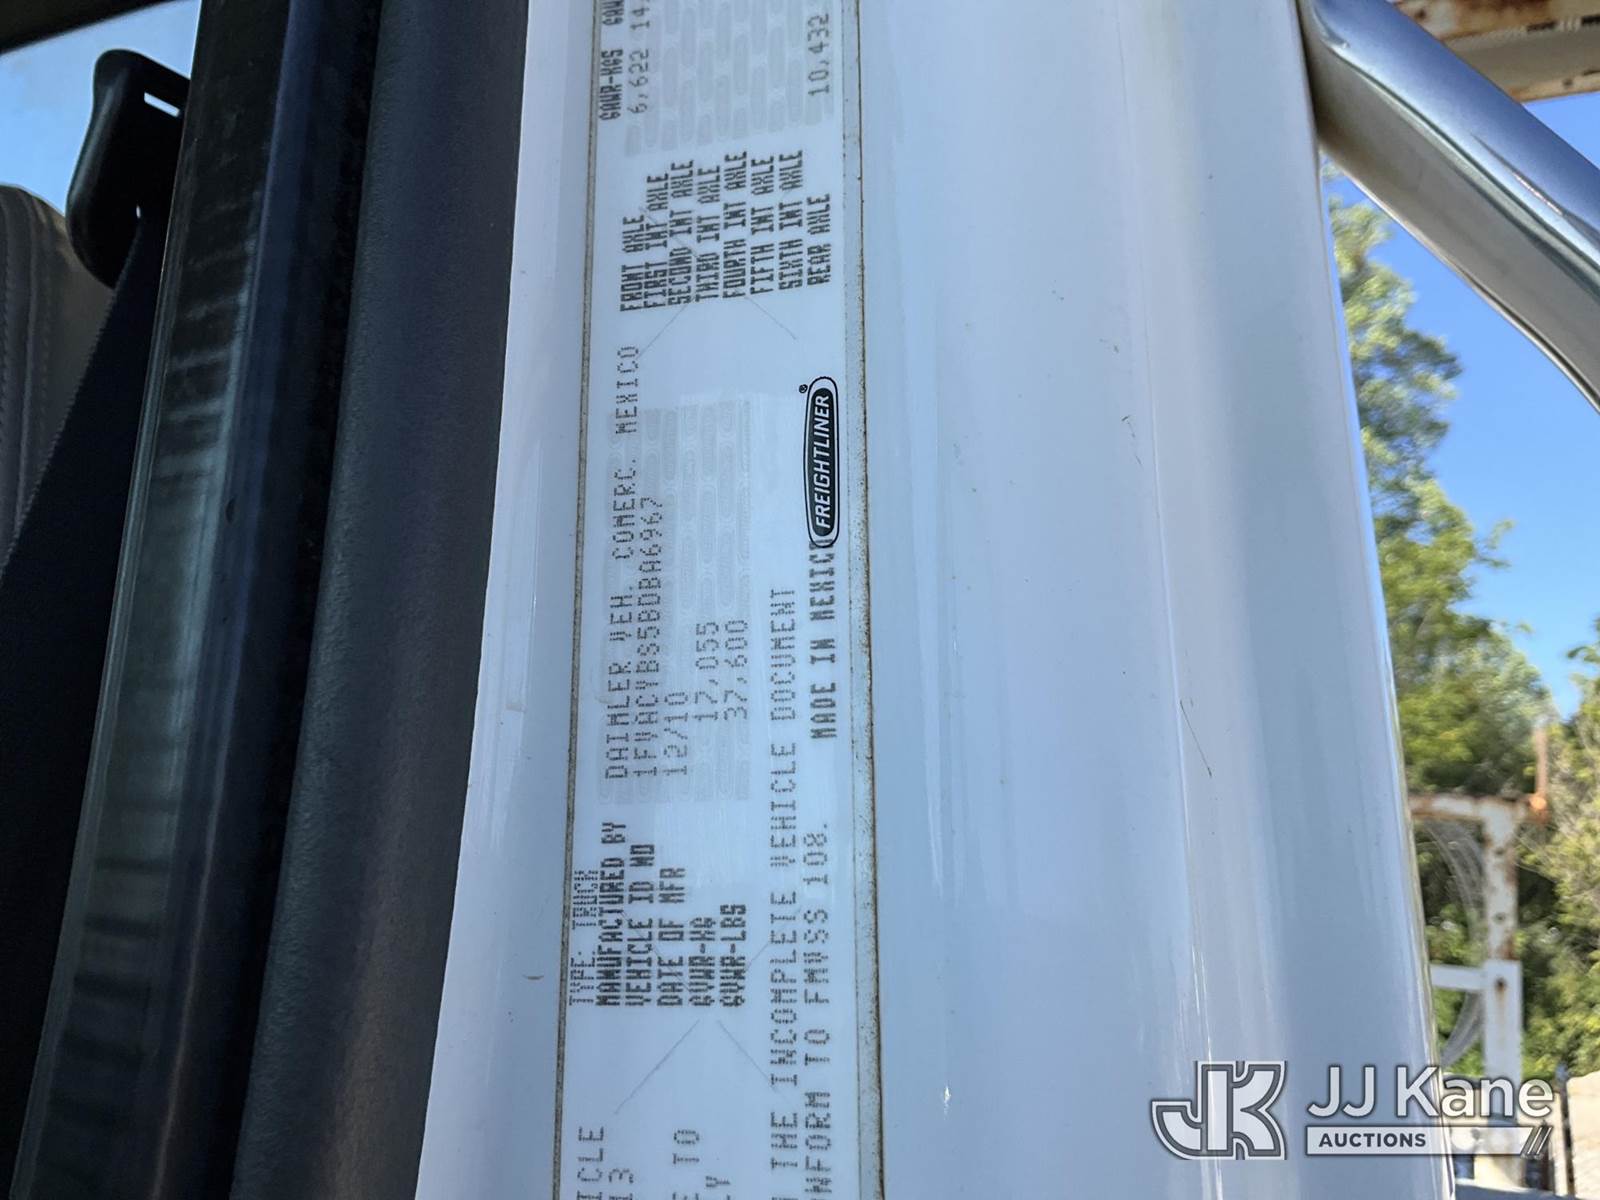 TYPE: TRUCK
MANUFACTURED BY DAIMLER VEH. COMERC. MEXICO
VEHICLE ID NO 1FVACYBS5BDBA6967
DATE OF MFR 12/10
GVWR-KG 17,055
GVWR-LBS 37,600
THE INCOMPLETE VEHICLE DOCUMENT
TO FMVSS 108.
MADE IN MEXICO
FREIGHTLINER®
GAWR-KGS
FRONT AXLE 6,622
FIRST INT AXLE
SECOND INT AXLE
THIRD INT AXLE
FOURTH INT AXLE
FIFTH INT AXLE
SIXTH INT AXLE
REAR AXLE 10,432
TO
JK JJ Kane
AUCTIONS